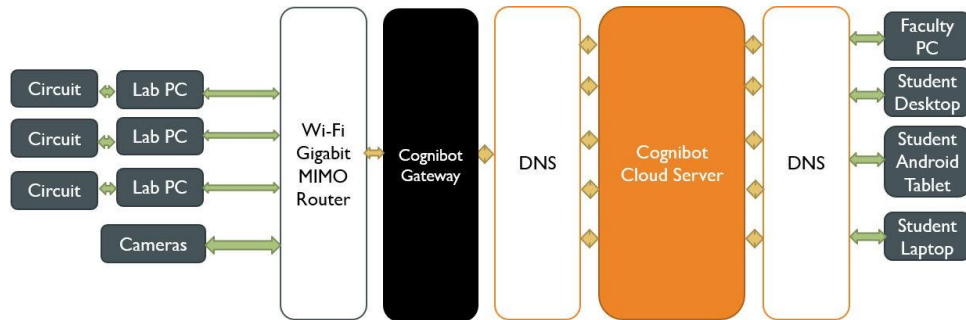 Circuit
Lab PC
Circuit
Lab PC
Circuit
Lab PC
Cameras
Wi-Fi
Gigabit
MIMO
Router
Cognibot
Gateway
DNS
Cognibot
Cloud Server
DNS
Faculty
PC
Student
Desktop
Student
Android
Tablet
Student
Laptop